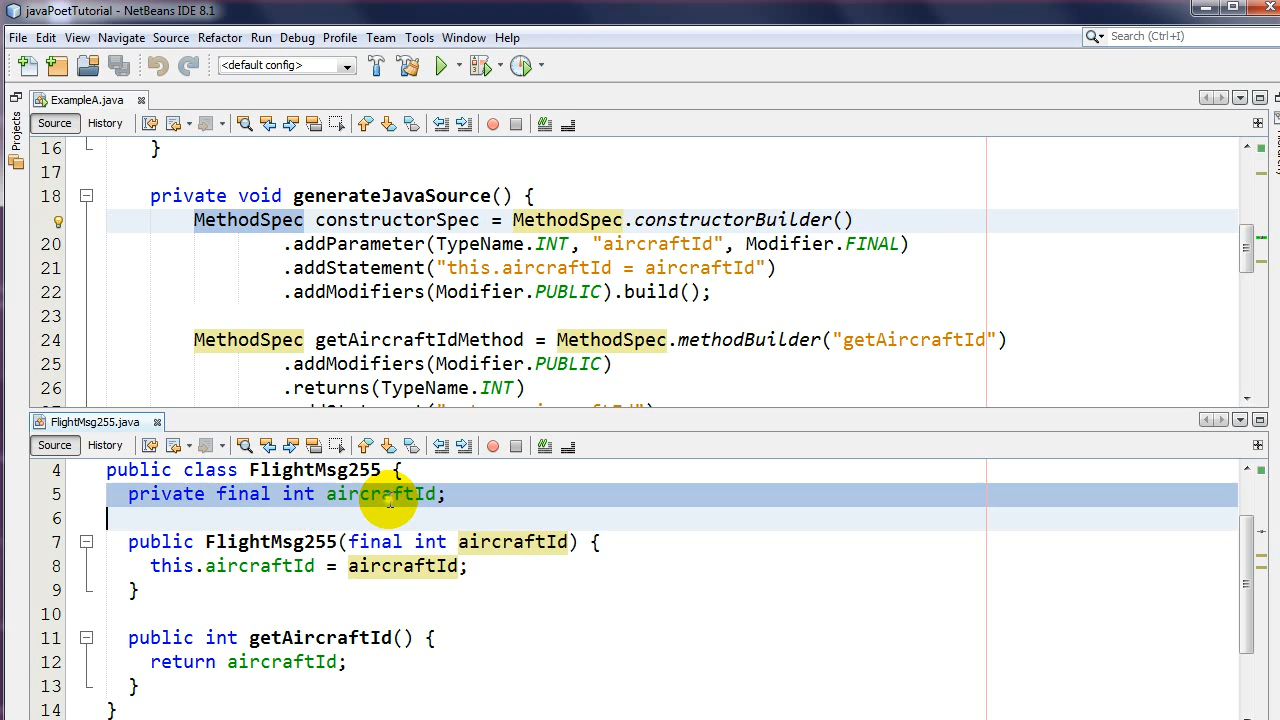 javaPoetTutorial - NetBeans IDE 8.1
File Edit View Navigate Source Refactor Run Debug Profile Team Tools Window Help
Search (Ctrl+I)
<default config>
Projects
ExampleA.java
Source History
16 }
17
18 private void generateJavaSource() {
MethodSpec constructorSpec = MethodSpec.constructorBuilder()
20 .addParameter(TypeName.INT, "aircraftId", Modifier.FINAL)
21 .addStatement("this.aircraftId = aircraftId")
22 .addModifiers(Modifier.PUBLIC).build();
23
24 MethodSpec getAircraftIdMethod = MethodSpec.methodBuilder("getAircraftId")
25 .addModifiers(Modifier.PUBLIC)
26 .returns(TypeName.INT)
FlightMsg255.java
Source History
4 public class FlightMsg255 {
5 private final int aircraftId;
6
7 public FlightMsg255(final int aircraftId) {
8 this.aircraftId = aircraftId;
9 }
10
11 public int getAircraftId() {
12 return aircraftId;
13 }
14 }